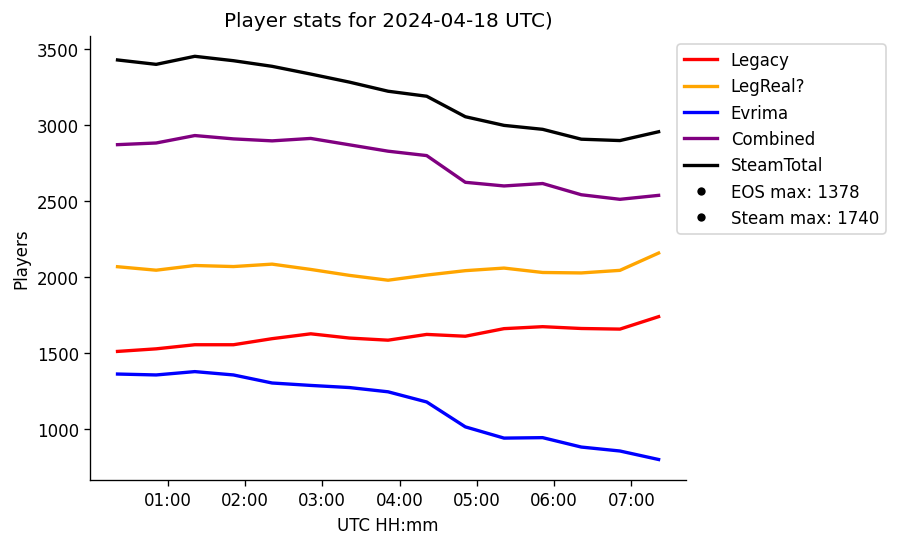 Player stats for 2024-04-18 UTC)
3500
3000
2500
2000
1500
1000
Players
01:00 02:00 03:00 04:00 05:00 06:00 07:00
UTC HH:mm
Legacy
LegReal?
Evrima
Combined
SteamTotal
EOS max: 1378
Steam max: 1740